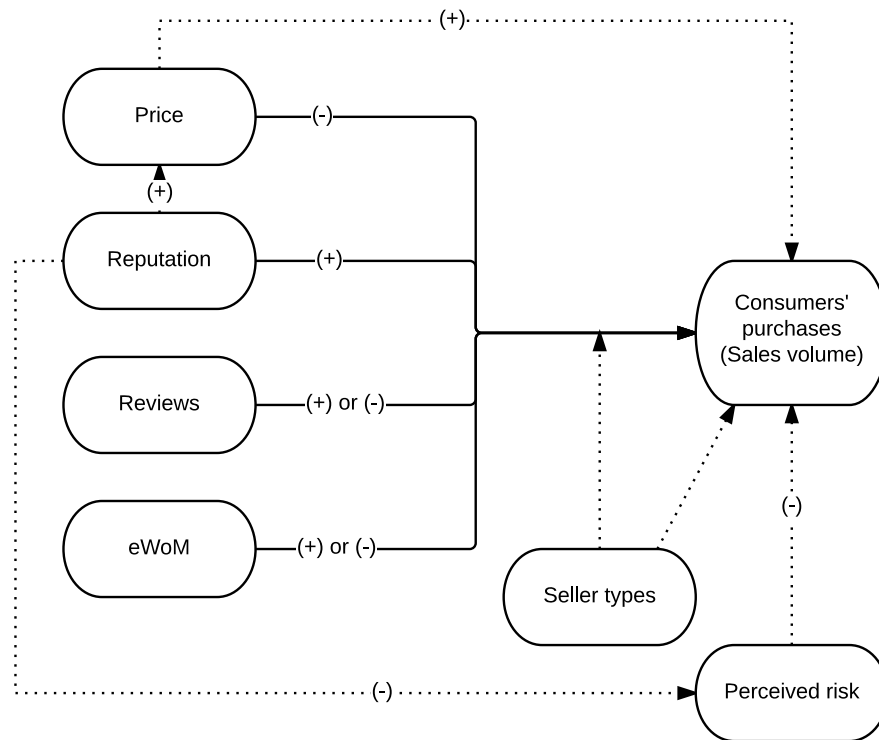 (+)
Price
(-)
(+)
Reputation
(+)
Consumers'
purchases
(Sales volume)
Reviews
(+) or (-)
(-)
eWoM
(+) or (-)
Seller types
(-)
Perceived risk